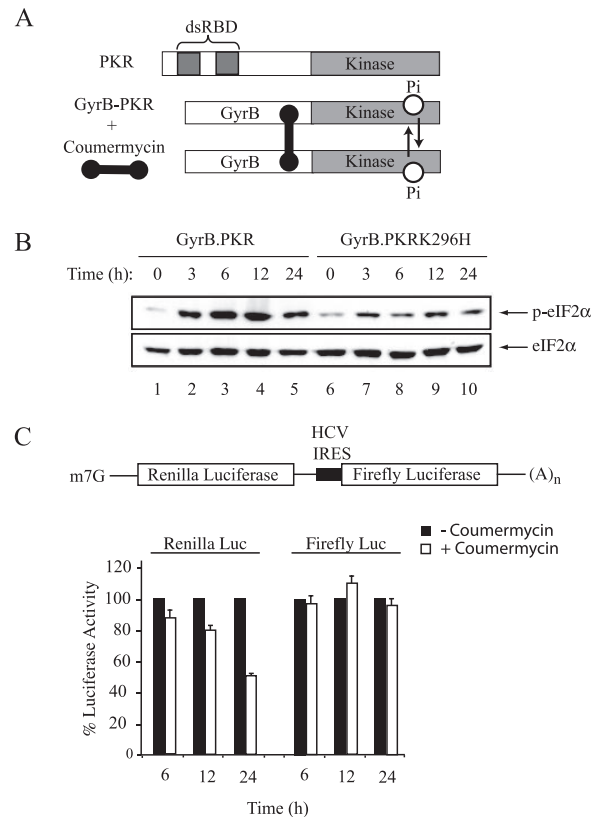 A
dsRBD
PKR
Kinase
Pi
GyrB-PKR
+
Coumermycin
GyrB
Kinase
GyrB
Kinase
Pi
B
GyrB.PKR GyrB.PKRK296H
Time (h): 0 3 6 12 24 0 3 6 12 24
p-eIF2α
eIF2α
1 2 3 4 5 6 7 8 9 10
C
HCV
IRES
m7G Renilla Luciferase Firefly Luciferase (A)n
- Coumermycin
+ Coumermycin
Renilla Luc Firefly Luc
% Luciferase Activity
120
100
80
60
40
20
0
6 12 24 6 12 24
Time (h)